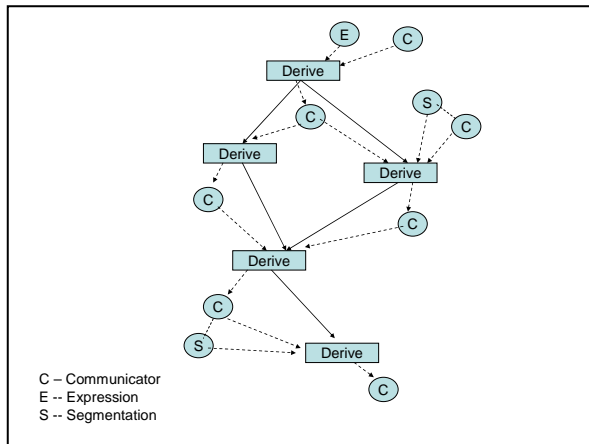 E
C
Derive
S
C
C
Derive
Derive
C
C
Derive
C
S
Derive
C – Communicator
E -- Expression
S -- Segmentation
C